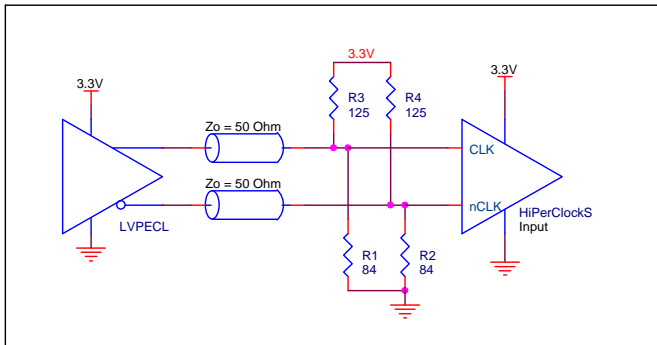 3.3V
3.3V
3.3V
R3
125
R4
125
Zo = 50 Ohm
CLK
Zo = 50 Ohm
nCLK
HiPerClockS
Input
LVPECL
R1
84
R2
84